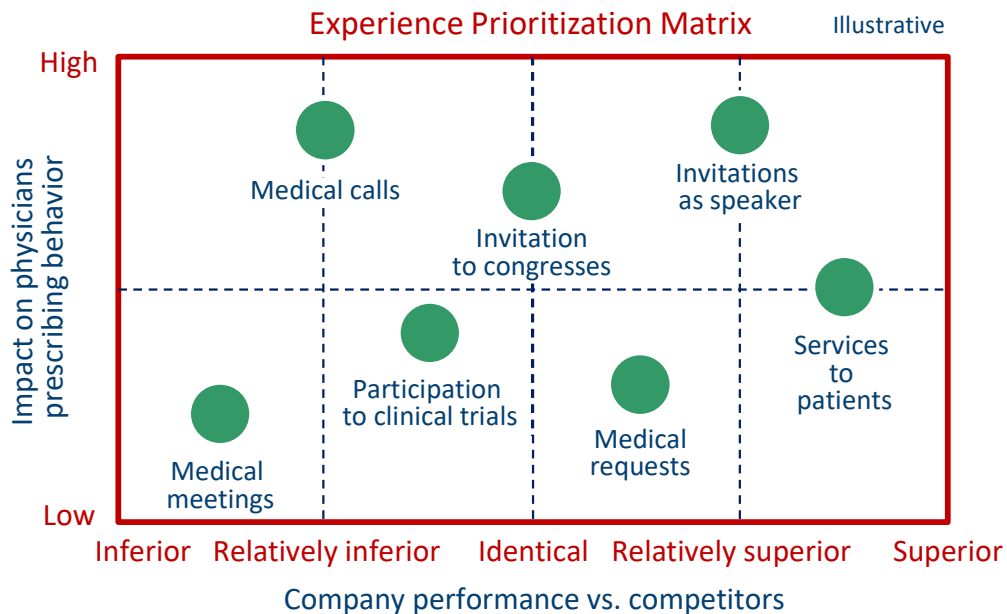 Experience Prioritization Matrix
Illustrative
High
Impact on physicians
prescribing behavior
Medical calls
Invitation
to congresses
Invitations
as speaker
Participation
to clinical trials
Services
to
patients
Medical
meetings
Medical
requests
Low
Inferior
Relatively inferior
Identical
Relatively superior
Superior
Company performance vs. competitors